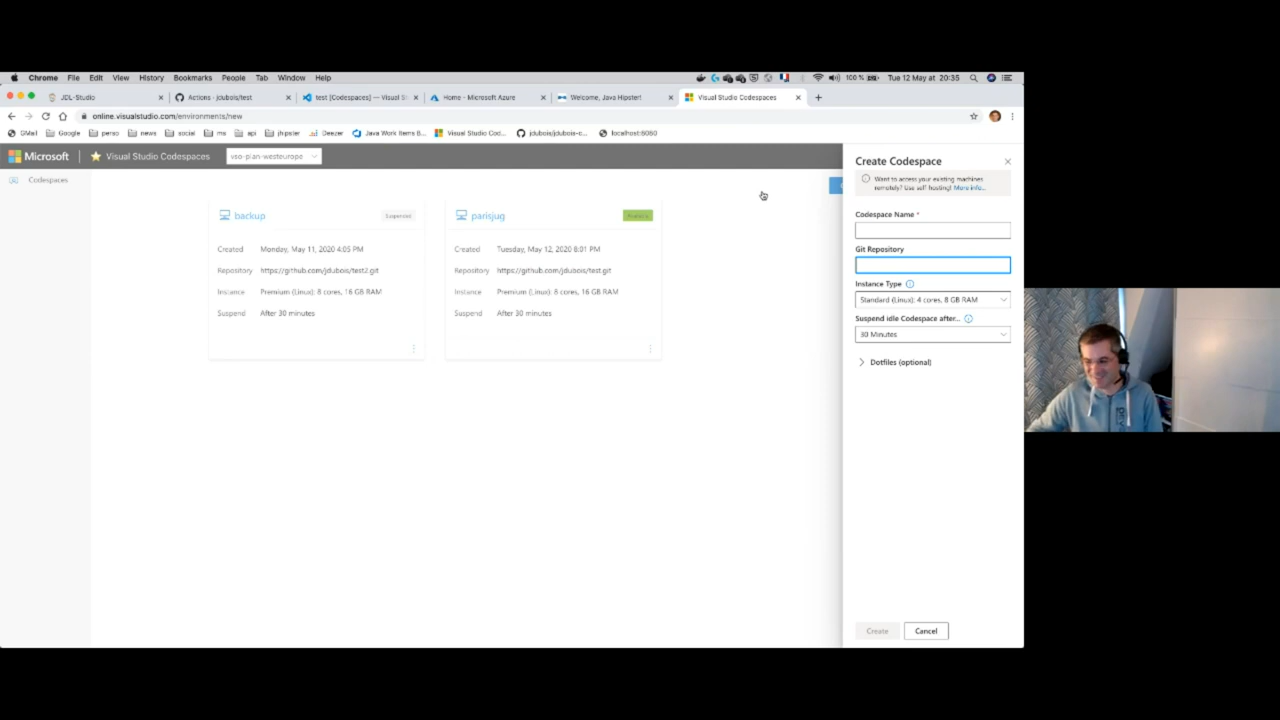 Chrome File Edit View History Bookmarks People Tab Window Help 100 % Tue 12 May at 20:35
JDL-Studio Actions · jdubois/test test [Codespaces] — Visual St Home - Microsoft Azure Welcome, Java Hipster! Visual Studio Codespaces
online.visualstudio.com/environments/new
GMail Google perso news social ms api jhipster Deezer Java Work Items B... Visual Studio Cod... jdubois/jdubois-c... localhost:8080
Microsoft Visual Studio Codespaces vso-plan-westeurope
Codespaces
backup Suspended
Created Monday, May 11, 2020 4:05 PM
Repository https://github.com/jdubois/test2.git
Instance Premium (Linux): 8 cores, 16 GB RAM
Suspend After 30 minutes
parisjug
Created Tuesday, May 12, 2020 8:01 PM
Repository https://github.com/jdubois/test.git
Instance Premium (Linux): 8 cores, 16 GB RAM
Suspend After 30 minutes
Create Codespace
Want to access your existing machines
remotely? Use self-hosting! More info...
Codespace Name *
Git Repository
Instance Type
Standard (Linux): 4 cores, 8 GB RAM
Suspend idle Codespace after...
30 Minutes
Dotfiles (optional)
Create Cancel